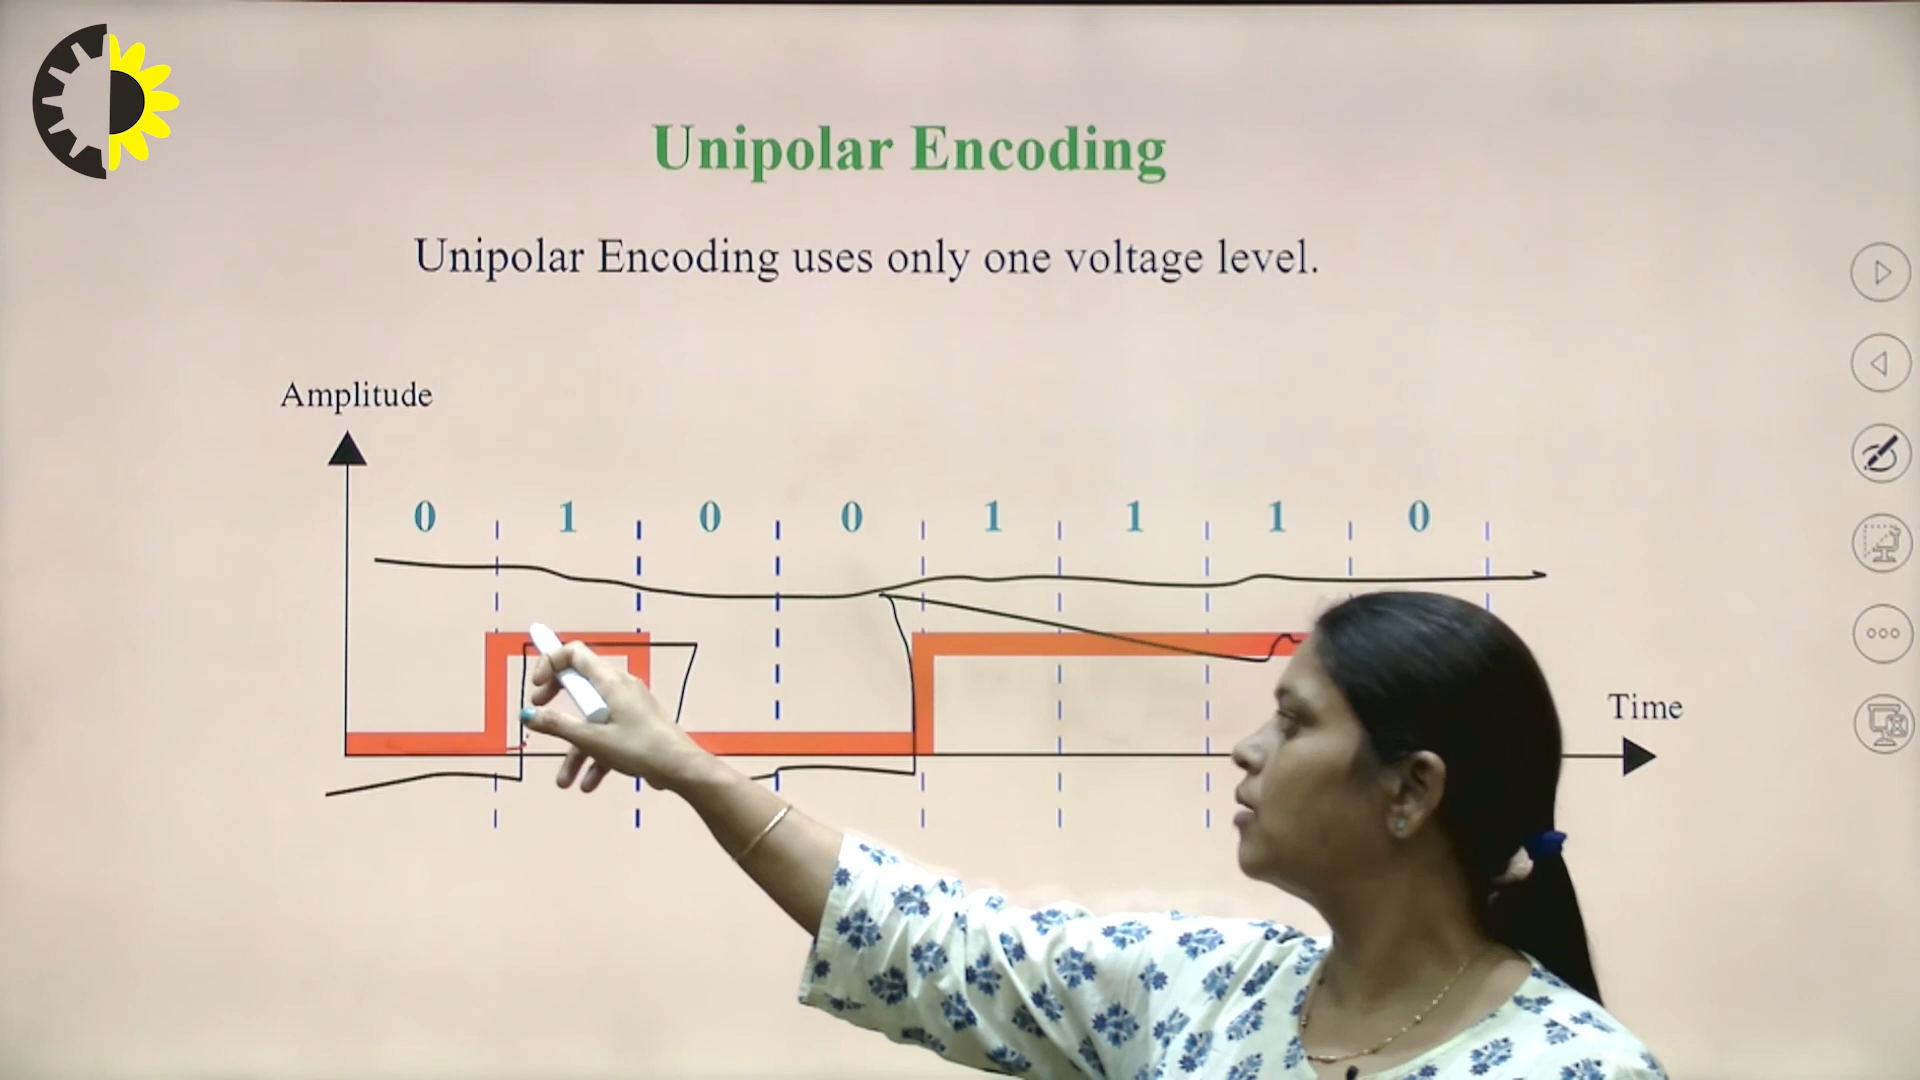 Unipolar Encoding
Unipolar Encoding uses only one voltage level.
Amplitude
0 1 0 0 1 1 1 0
Time